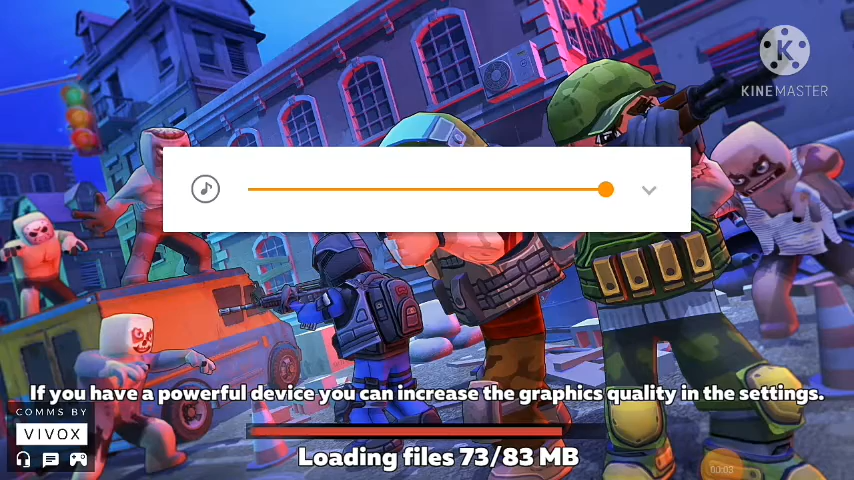 KINEMASTER
If you have a powerful device you can increase the graphics quality in the settings.
COMMS BY
VIVOX
Loading files 73/83 MB
00:03